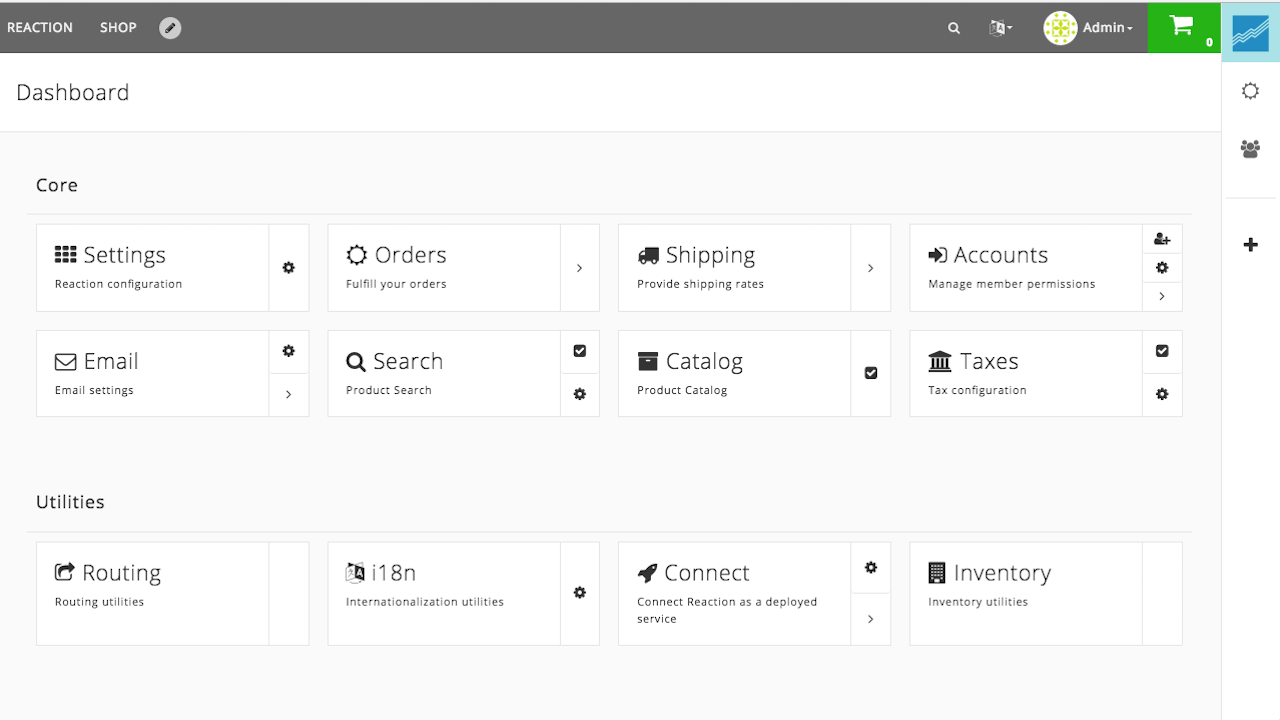 REACTION SHOP Admin 0
Dashboard
Core
Settings
Reaction configuration
Orders
Fulfill your orders
Shipping
Provide shipping rates
Accounts
Manage member permissions
Email
Email settings
Search
Product Search
Catalog
Product Catalog
Taxes
Tax configuration
Utilities
Routing
Routing utilities
i18n
Internationalization utilities
Connect
Connect Reaction as a deployed
service
Inventory
Inventory utilities